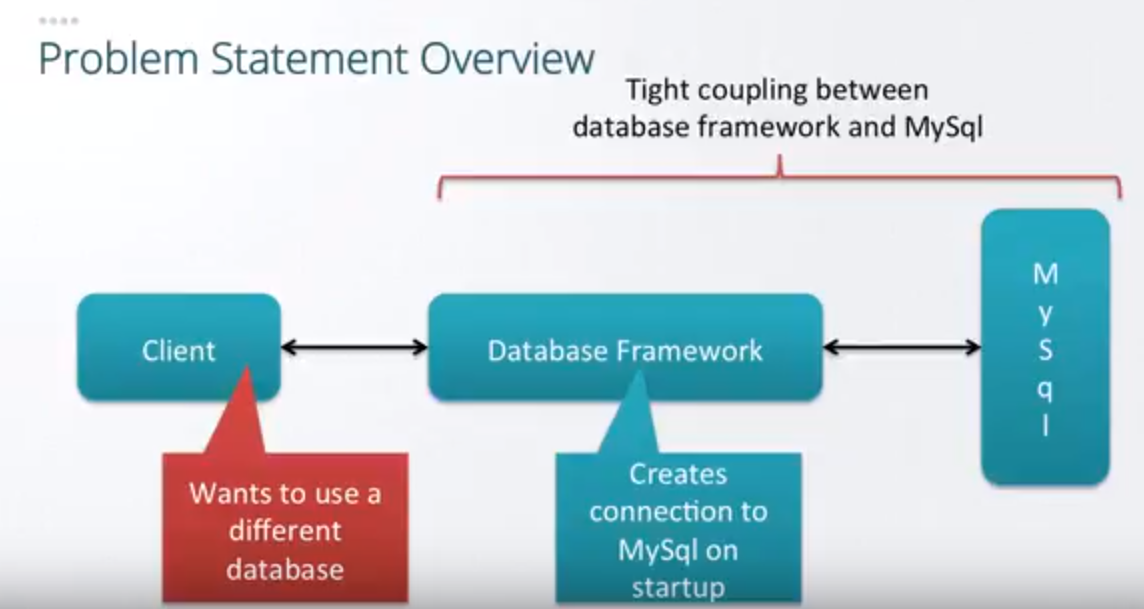 Problem Statement Overview
Tight coupling between
database framework and MySql
Client
Database Framework
M
y
S
q
l
Wants to use a
different
database
Creates
connection to
MySql on
startup